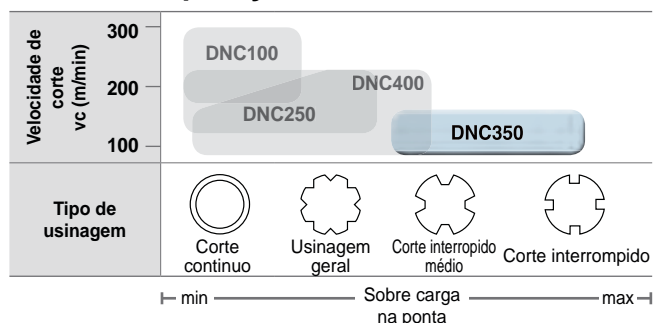 Velocidade de
corte
vc (m/min)
300
200
100
DNC100
DNC400
DNC250
DNC350
Tipo de
usinagem
Corte
continuo
Usinagem
geral
Corte interropido
médio
Corte interrompido
min
Sobre carga
na ponta
max